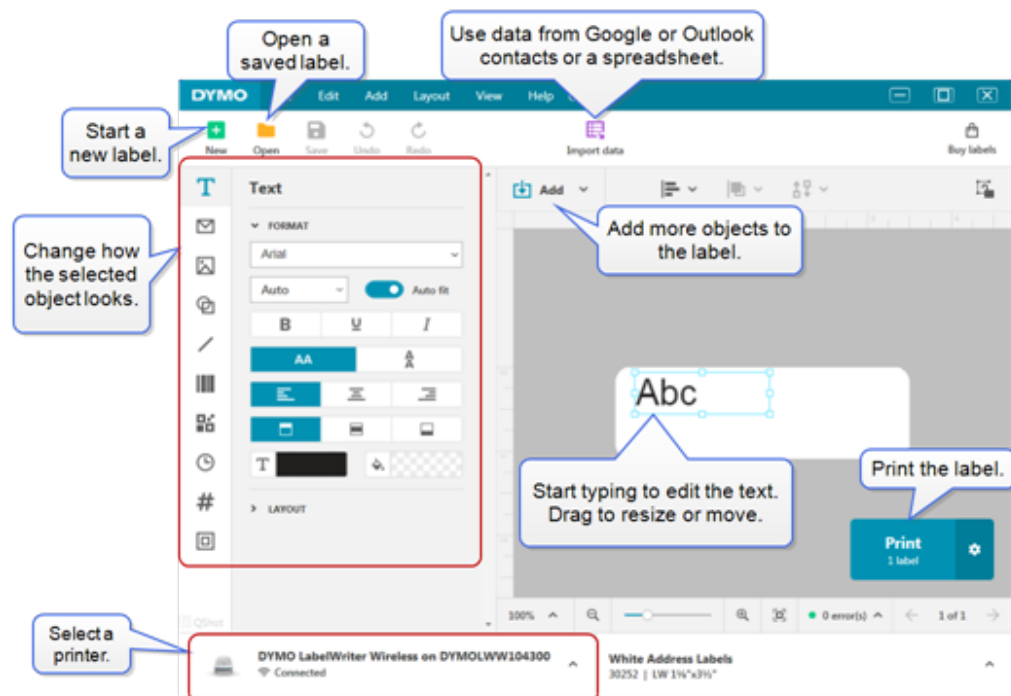 Open a
saved label.
Use data from Google or Outlook
contacts or a spreadsheet.
DYMO Edit Add Layout View Help
Start a
new label.
New Open Save Undo Redo Import data Buy labels
Text
Add
FORMAT
Add more objects to
the label.
Change how
the selected
object looks.
Arial
Auto Auto fit
B U I
AA A
A
Abc
Start typing to edit the text.
Drag to resize or move.
Print the label.
T
LAYOUT
Print
1 label
100% 0 error(s) 1 of 1
QShot
Select a
printer.
DYMO LabelWriter Wireless on DYMOLWW104300
Connected
White Address Labels
30252 | LW 1⅛"x3½"